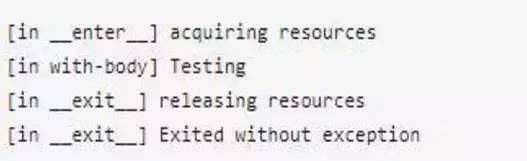 [in __enter__] acquiring resources
[in with-body] Testing
[in __exit__] releasing resources
[in __exit__] Exited without exception